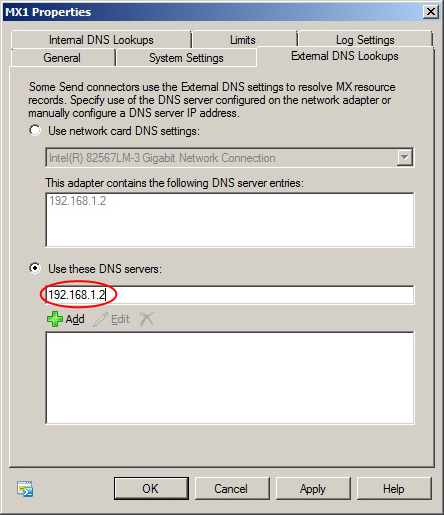 MX1 Properties
Internal DNS Lookups Limits Log Settings
General System Settings External DNS Lookups
Some Send connectors use the External DNS settings to resolve MX resource
records. Specify use of the DNS server configured on the network adapter or
manually configure a DNS server IP address.
Use network card DNS settings:
Intel(R) 82567LM-3 Gigabit Network Connection
This adapter contains the following DNS server entries:
192.168.1.2
Use these DNS servers:
192.168.1.2
Add Edit
OK Cancel Apply Help